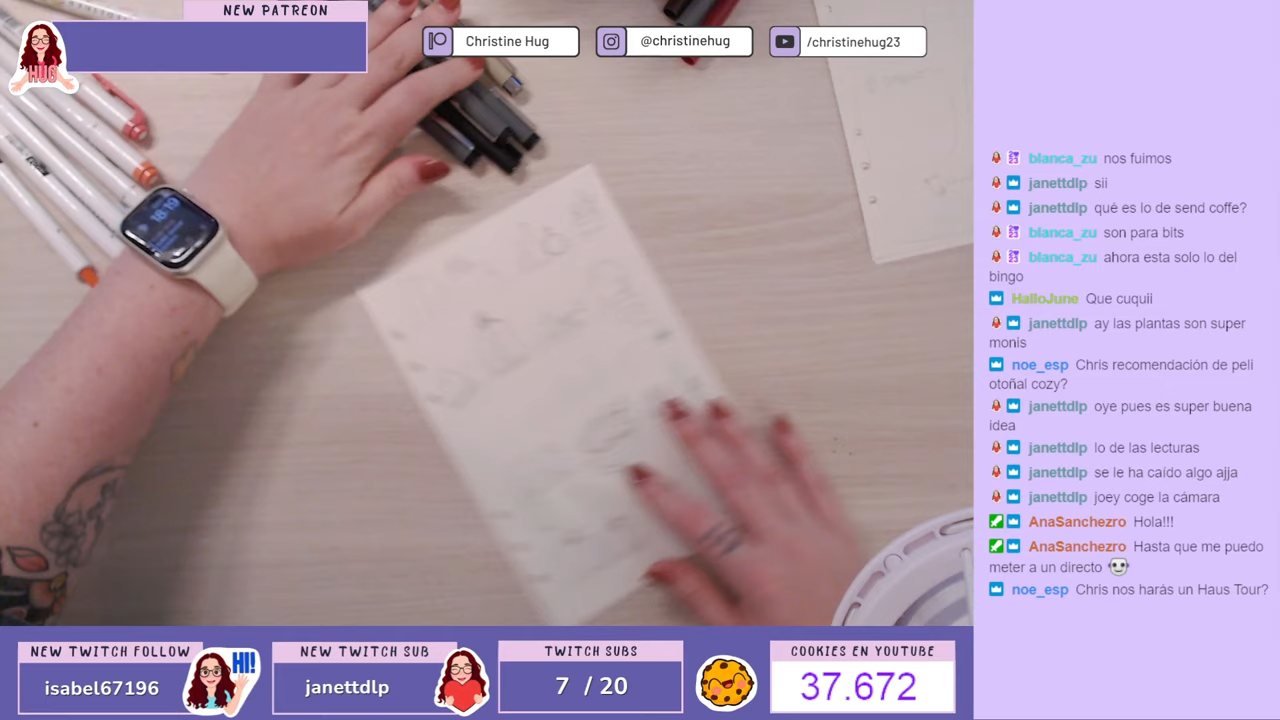 NEW PATREON
HUG
Christine Hug
@christinehug
/christinehug23
18:19
blanca_zu nos fuimos
janettdlp sii
janettdlp qué es lo de send coffe?
blanca_zu son para bits
blanca_zu ahora esta solo lo del
bingo
HalloJune Que cuquii
janettdlp ay las plantas son super
monis
noe_esp Chris recomendación de peli
otoñal cozy?
janettdlp oye pues es super buena
idea
janettdlp lo de las lecturas
janettdlp se le ha caído algo ajja
janettdlp joey coge la cámara
AnaSanchezro Hola!!!
AnaSanchezro Hasta que me puedo
meter a un directo
noe_esp Chris nos harás un Haus Tour?
NEW TWITCH FOLLOW
isabel67196
HI!
NEW TWITCH SUB
janettdlp
TWITCH SUBS
7 / 20
COOKIES EN YOUTUBE
37.672